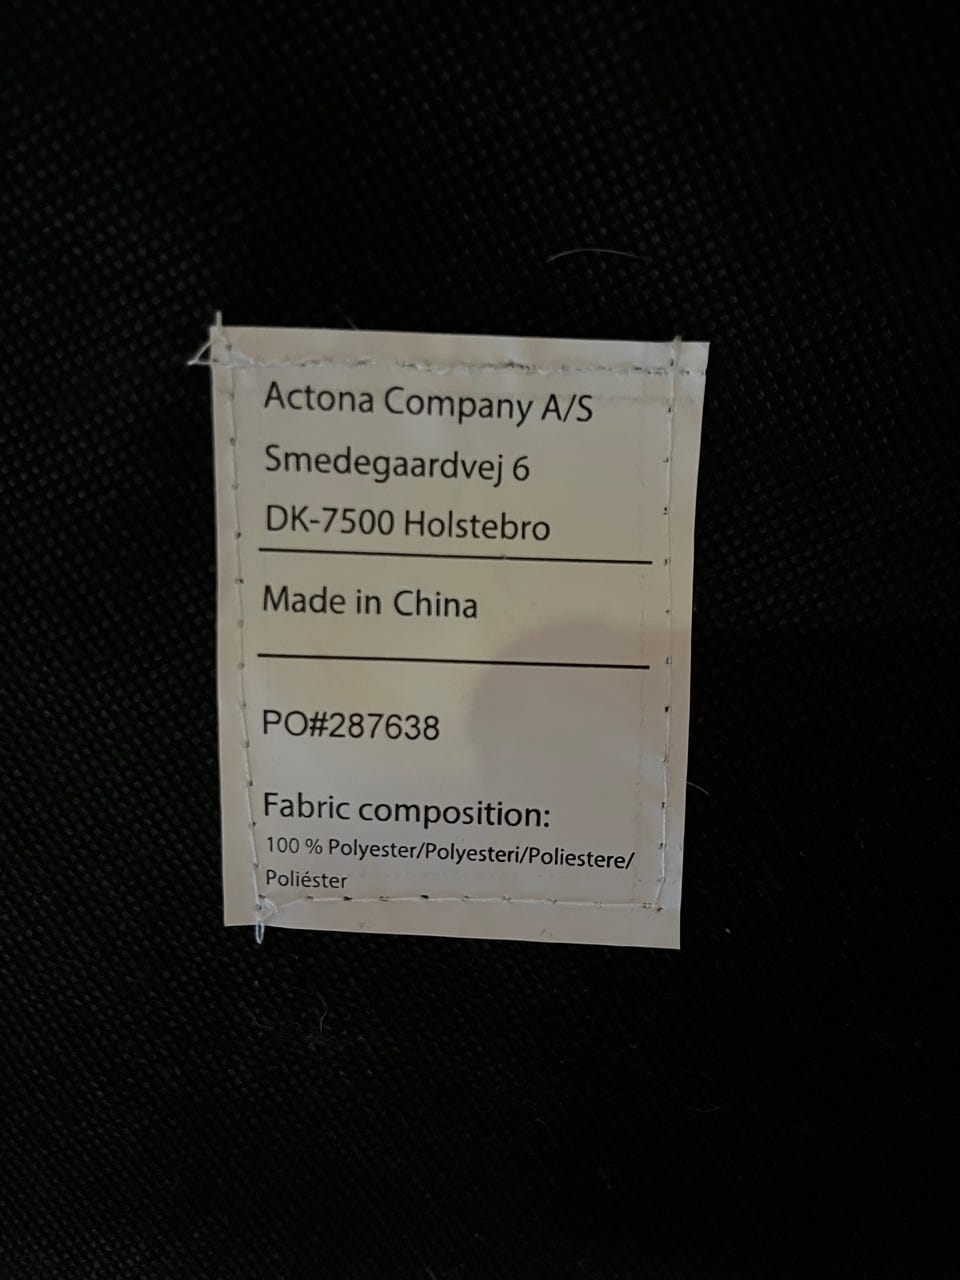 Actona Company A/S
Smedegaardvej 6
DK-7500 Holstebro
Made in China
PO#287638
Fabric composition:
100 % Polyester/Polyesteri/Poliestere/
Poliéster